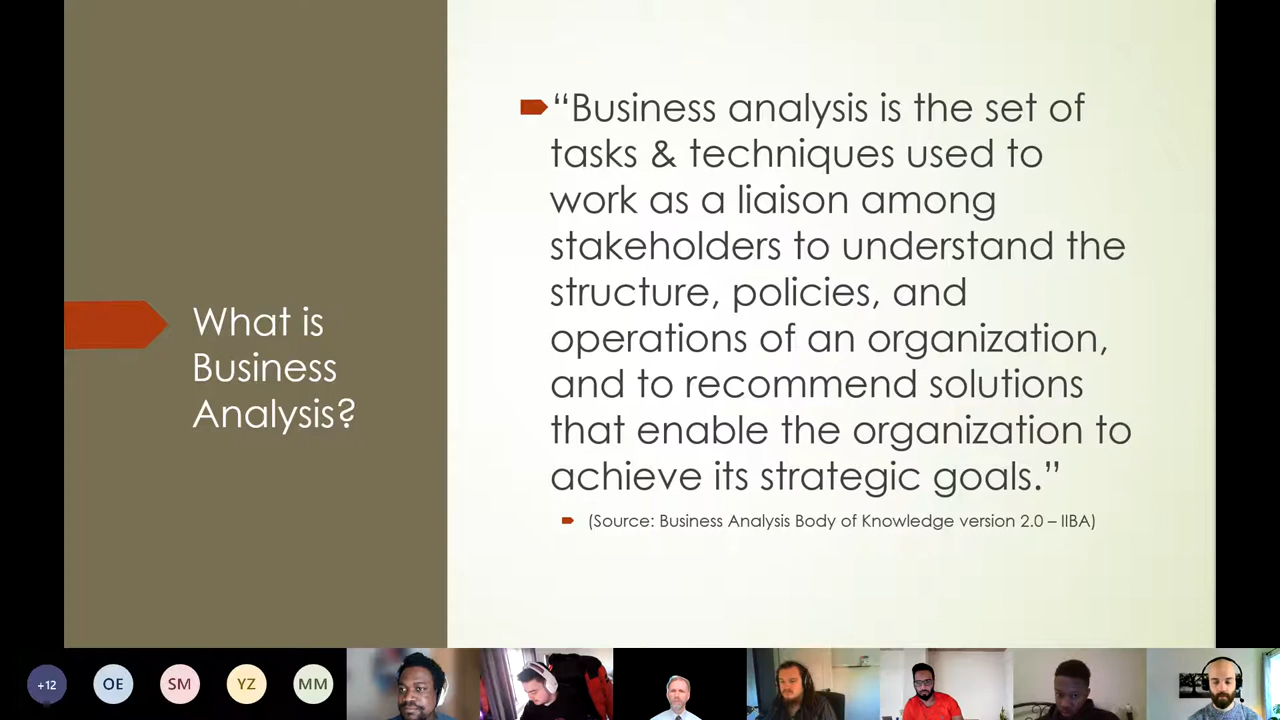 What is
Business
Analysis?
“Business analysis is the set of
tasks & techniques used to
work as a liaison among
stakeholders to understand the
structure, policies, and
operations of an organization,
and to recommend solutions
that enable the organization to
achieve its strategic goals.”
(Source: Business Analysis Body of Knowledge version 2.0 – IIBA)
+12
OE
SM
YZ
MM